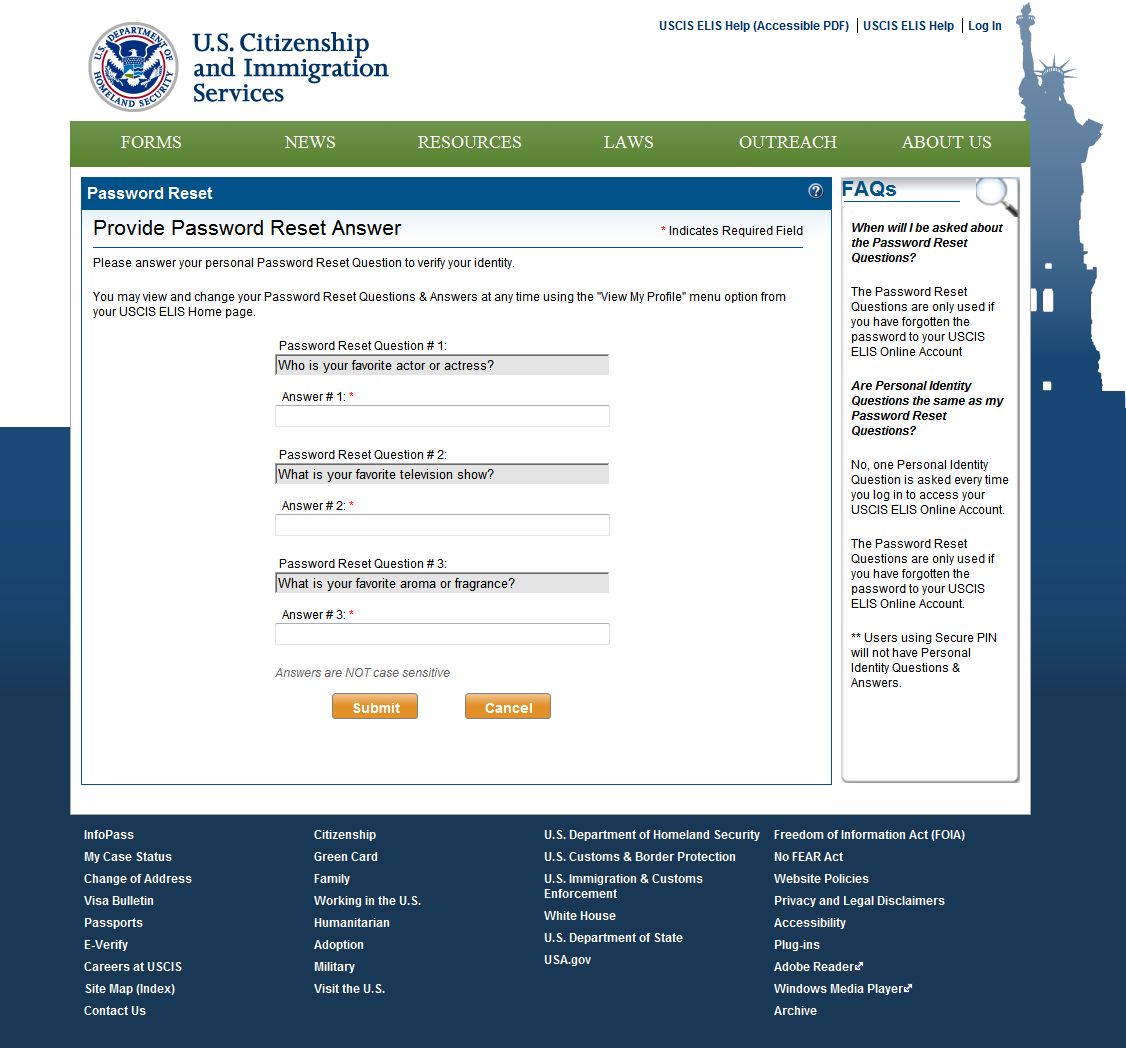 USCIS ELIS Help (Accessible PDF) | USCIS ELIS Help | Log In
U.S. DEPARTMENT OF HOMELAND SECURITY
U.S. Citizenship
and Immigration
Services
FORMS NEWS RESOURCES LAWS OUTREACH ABOUT US
Password Reset ?
Provide Password Reset Answer
* Indicates Required Field
Please answer your personal Password Reset Question to verify your identity.
You may view and change your Password Reset Questions & Answers at any time using the "View My Profile" menu option from
your USCIS ELIS Home page.
Password Reset Question # 1:
Who is your favorite actor or actress?
Answer # 1: *
Password Reset Question # 2:
What is your favorite television show?
Answer # 2: *
Password Reset Question # 3:
What is your favorite aroma or fragrance?
Answer # 3: *
Answers are NOT case sensitive
Submit Cancel
FAQs
When will I be asked about
the Password Reset
Questions?
The Password Reset
Questions are only used if
you have forgotten the
password to your USCIS
ELIS Online Account
Are Personal Identity
Questions the same as my
Password Reset
Questions?
No, one Personal Identity
Question is asked every time
you log in to access your
USCIS ELIS Online Account.
The Password Reset
Questions are only used if
you have forgotten the
password to your USCIS
ELIS Online Account.
** Users using Secure PIN
will not have Personal
Identity Questions &
Answers.
InfoPass
My Case Status
Change of Address
Visa Bulletin
Passports
E-Verify
Careers at USCIS
Site Map (Index)
Contact Us
Citizenship
Green Card
Family
Working in the U.S.
Humanitarian
Adoption
Military
Visit the U.S.
U.S. Department of Homeland Security
U.S. Customs & Border Protection
U.S. Immigration & Customs
Enforcement
White House
U.S. Department of State
USA.gov
Freedom of Information Act (FOIA)
No FEAR Act
Website Policies
Privacy and Legal Disclaimers
Accessibility
Plug-ins
Adobe Reader
Windows Media Player
Archive